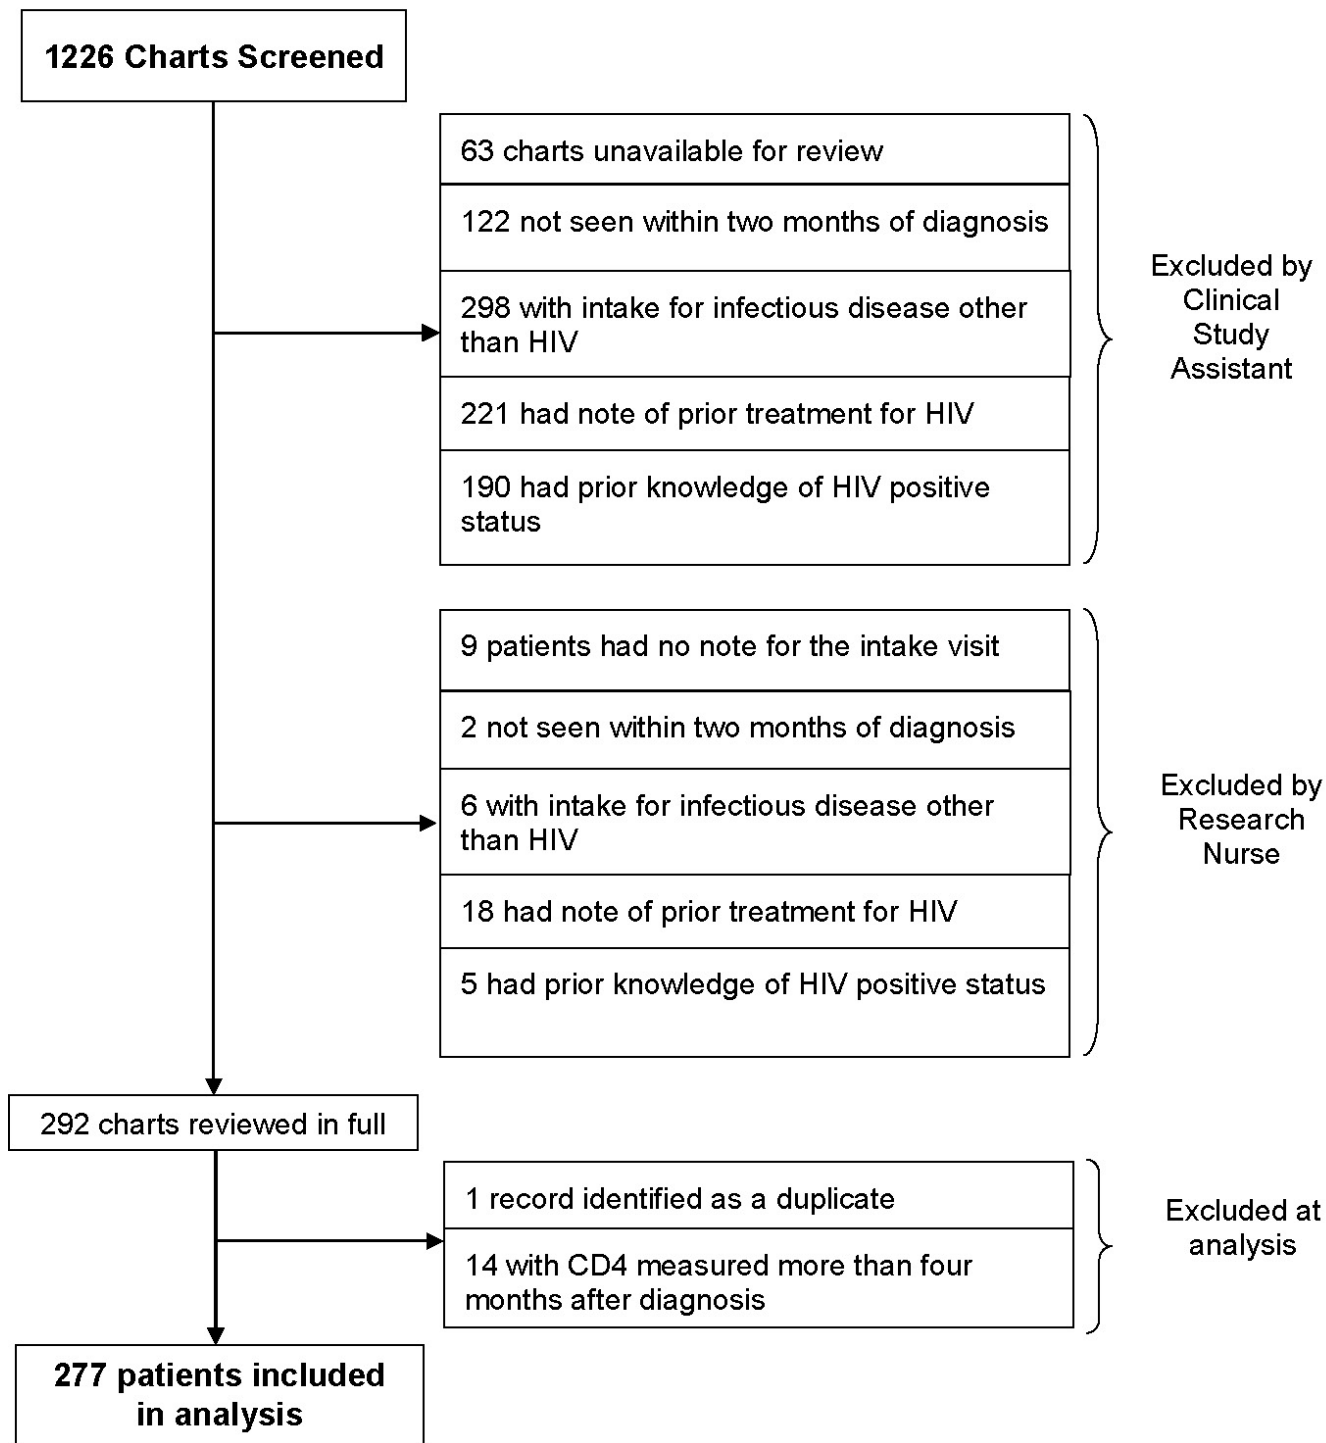 1226 Charts Screened
63 charts unavailable for review
122 not seen within two months of diagnosis
298 with intake for infectious disease other
than HIV
221 had note of prior treatment for HIV
190 had prior knowledge of HIV positive
status
Excluded by
Clinical
Study
Assistant
9 patients had no note for the intake visit
2 not seen within two months of diagnosis
6 with intake for infectious disease other
than HIV
18 had note of prior treatment for HIV
5 had prior knowledge of HIV positive status
Excluded by
Research
Nurse
292 charts reviewed in full
1 record identified as a duplicate
14 with CD4 measured more than four
months after diagnosis
Excluded at
analysis
277 patients included
in analysis